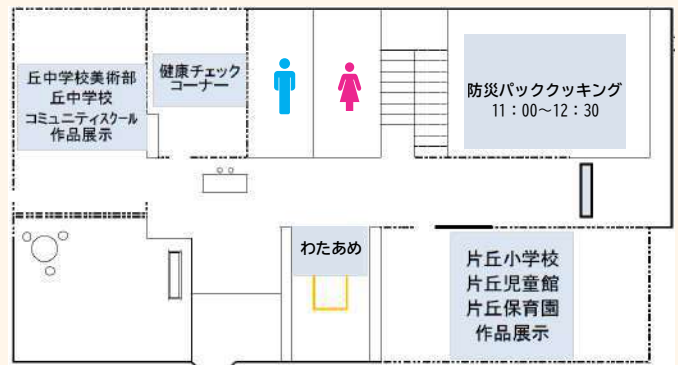 丘中学校美術部
丘中学校
コミュニティスクール
作品展示
健康チェック
コーナー
防災パッククッキング
11：00～12：30
わたあめ
片丘小学校
片丘児童館
片丘保育園
作品展示